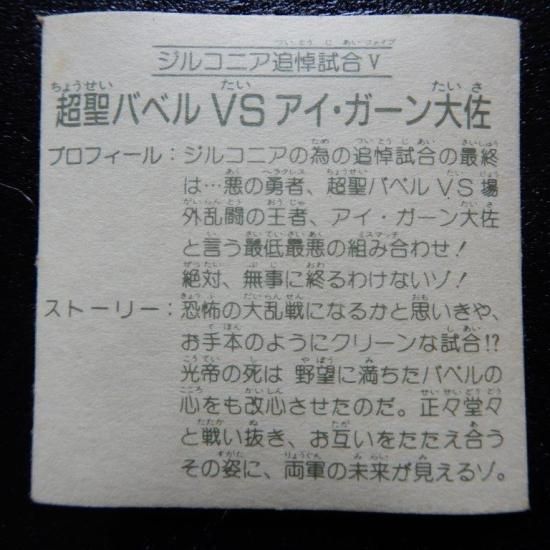 ジルコニア追悼試合V
超聖バベルVSアイ・ガーン大佐
プロフィール：ジルコニアの為の追悼試合の最終
は…悪の勇者、超聖バベルVS場
外乱闘の王者、アイ・ガーン大佐
と言う最低最悪の組み合わせ！
絶対、無事に終るわけないゾ！
ストーリー：恐怖の大乱戦になるかと思いきや、
お手本のようにクリーンな試合!?
光帝の死は 野望に満ちたバベルの
心をも改心させたのだ。正々堂々
と戦い抜き、お互いをたたえ合う
その姿に、両軍の未来が見えるゾ。